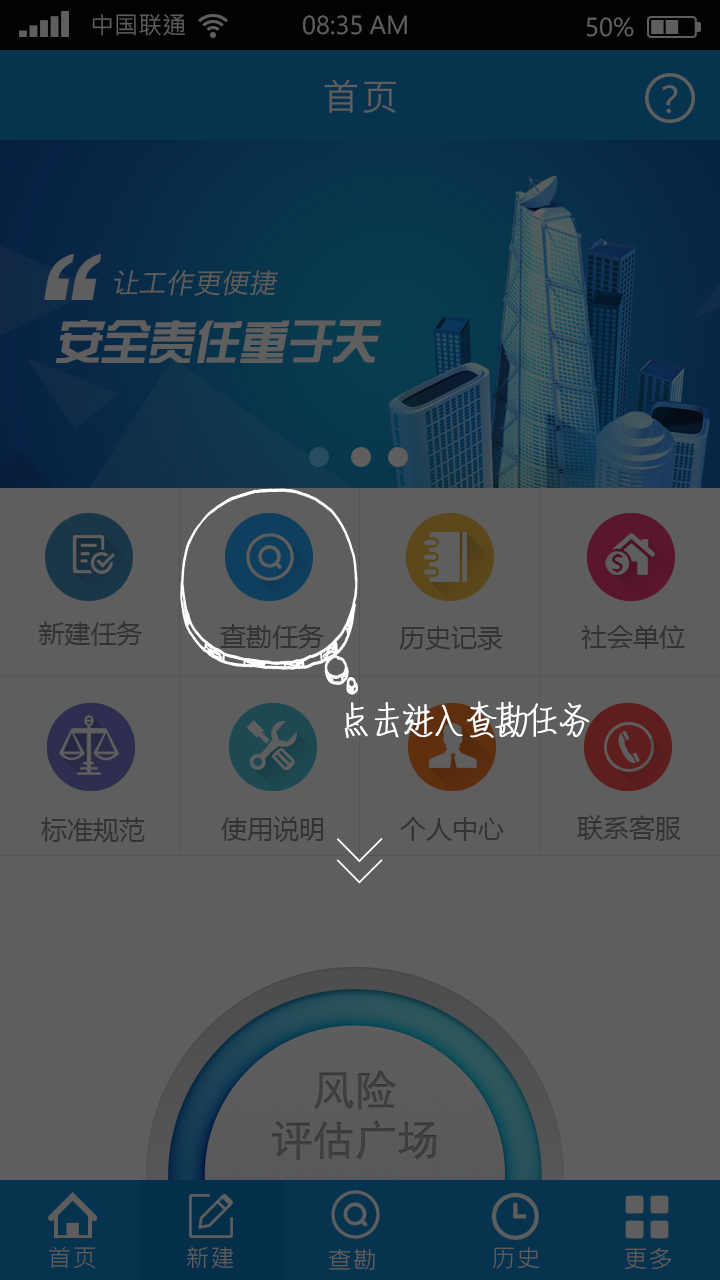 中国联通 08:35 AM 50%
首页
?
让工作更便捷
安全责任重于天
新建任务 查勘任务 历史记录 社会单位
点击进入查勘任务
标准规范 使用说明 个人中心 联系客服
风险
评估广场
首页 新建 查勘 历史 更多